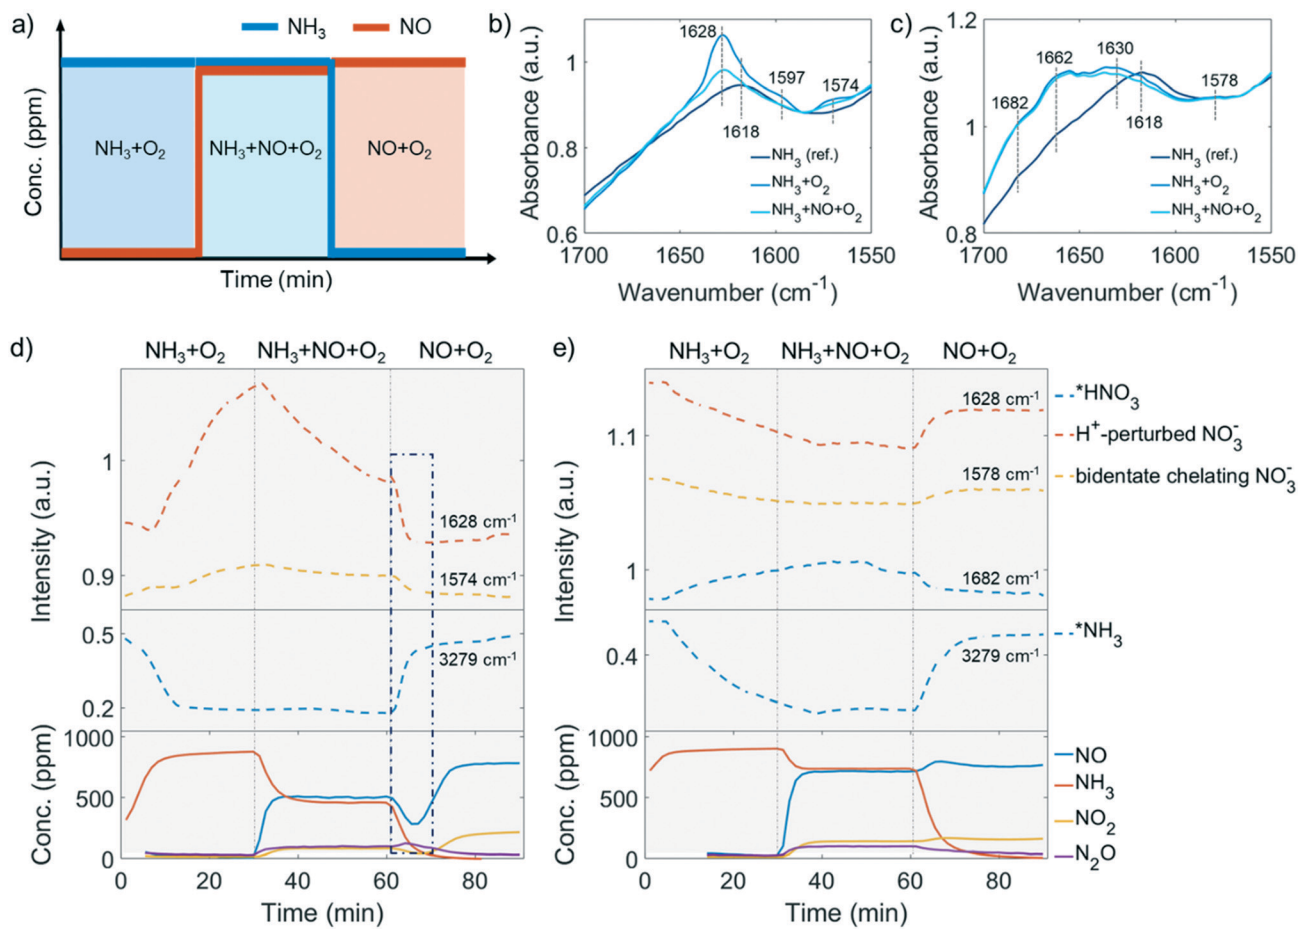 a)
NH₃
NO
Conc. (ppm)
NH₃+O₂
NH₃+NO+O₂
NO+O₂
Time (min)
b)
Absorbance (a.u.)
1
0.8
0.6
1628
1597
1574
1618
NH₃ (ref.)
NH₃+O₂
NH₃+NO+O₂
1700
1650
1600
1550
Wavenumber (cm⁻¹)
c)
Absorbance (a.u.)
1.2
1
0.8
1682
1662
1630
1578
1618
NH₃ (ref.)
NH₃+O₂
NH₃+NO+O₂
1700
1650
1600
1550
Wavenumber (cm⁻¹)
d)
NH₃+O₂
NH₃+NO+O₂
NO+O₂
Intensity (a.u.)
1
0.9
1628 cm⁻¹
1574 cm⁻¹
0.5
0.2
3279 cm⁻¹
Conc. (ppm)
1000
500
0
0
20
40
60
80
Time (min)
e)
NH₃+O₂
NH₃+NO+O₂
NO+O₂
Intensity (a.u.)
1.1
1
1628 cm⁻¹
1578 cm⁻¹
1682 cm⁻¹
0.4
3279 cm⁻¹
Conc. (ppm)
1000
500
0
0
20
40
60
80
Time (min)
*HNO₃
H⁺-perturbed NO₃⁻
bidentate chelating NO₃⁻
*NH₃
NO
NH₃
NO₂
N₂O